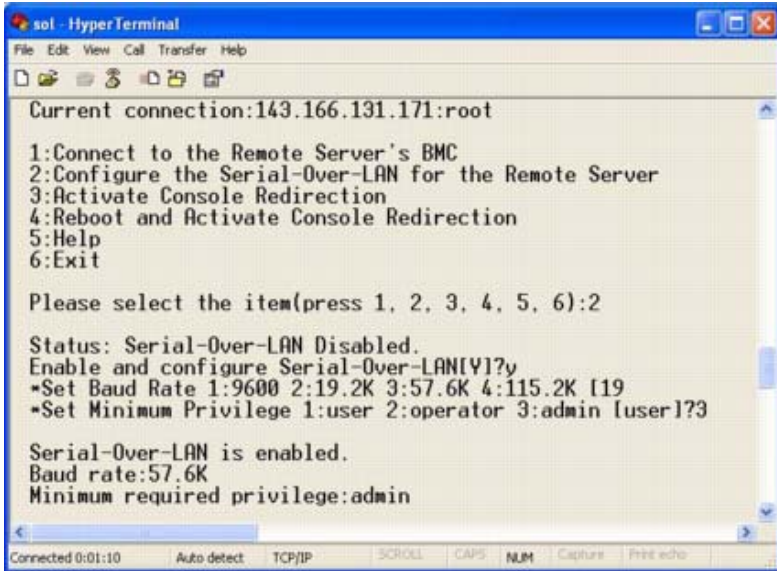 sol - HyperTerminal
File Edit View Call Transfer Help
Current connection:143.166.131.171:root
1:Connect to the Remote Server's BMC
2:Configure the Serial-Over-LAN for the Remote Server
3:Activate Console Redirection
4:Reboot and Activate Console Redirection
5:Help
6:Exit
Please select the item(press 1, 2, 3, 4, 5, 6):2
Status: Serial-Over-LAN Disabled.
Enable and configure Serial-Over-LAN[Y]?y
*Set Baud Rate 1:9600 2:19.2K 3:57.6K 4:115.2K [19
*Set Minimum Privilege 1:user 2:operator 3:admin [user]?3
Serial-Over-LAN is enabled.
Baud rate:57.6K
Minimum required privilege:admin
Connected 0:01:10 Auto detect TCP/IP SCROLL CAPS NUM Capture Print echo